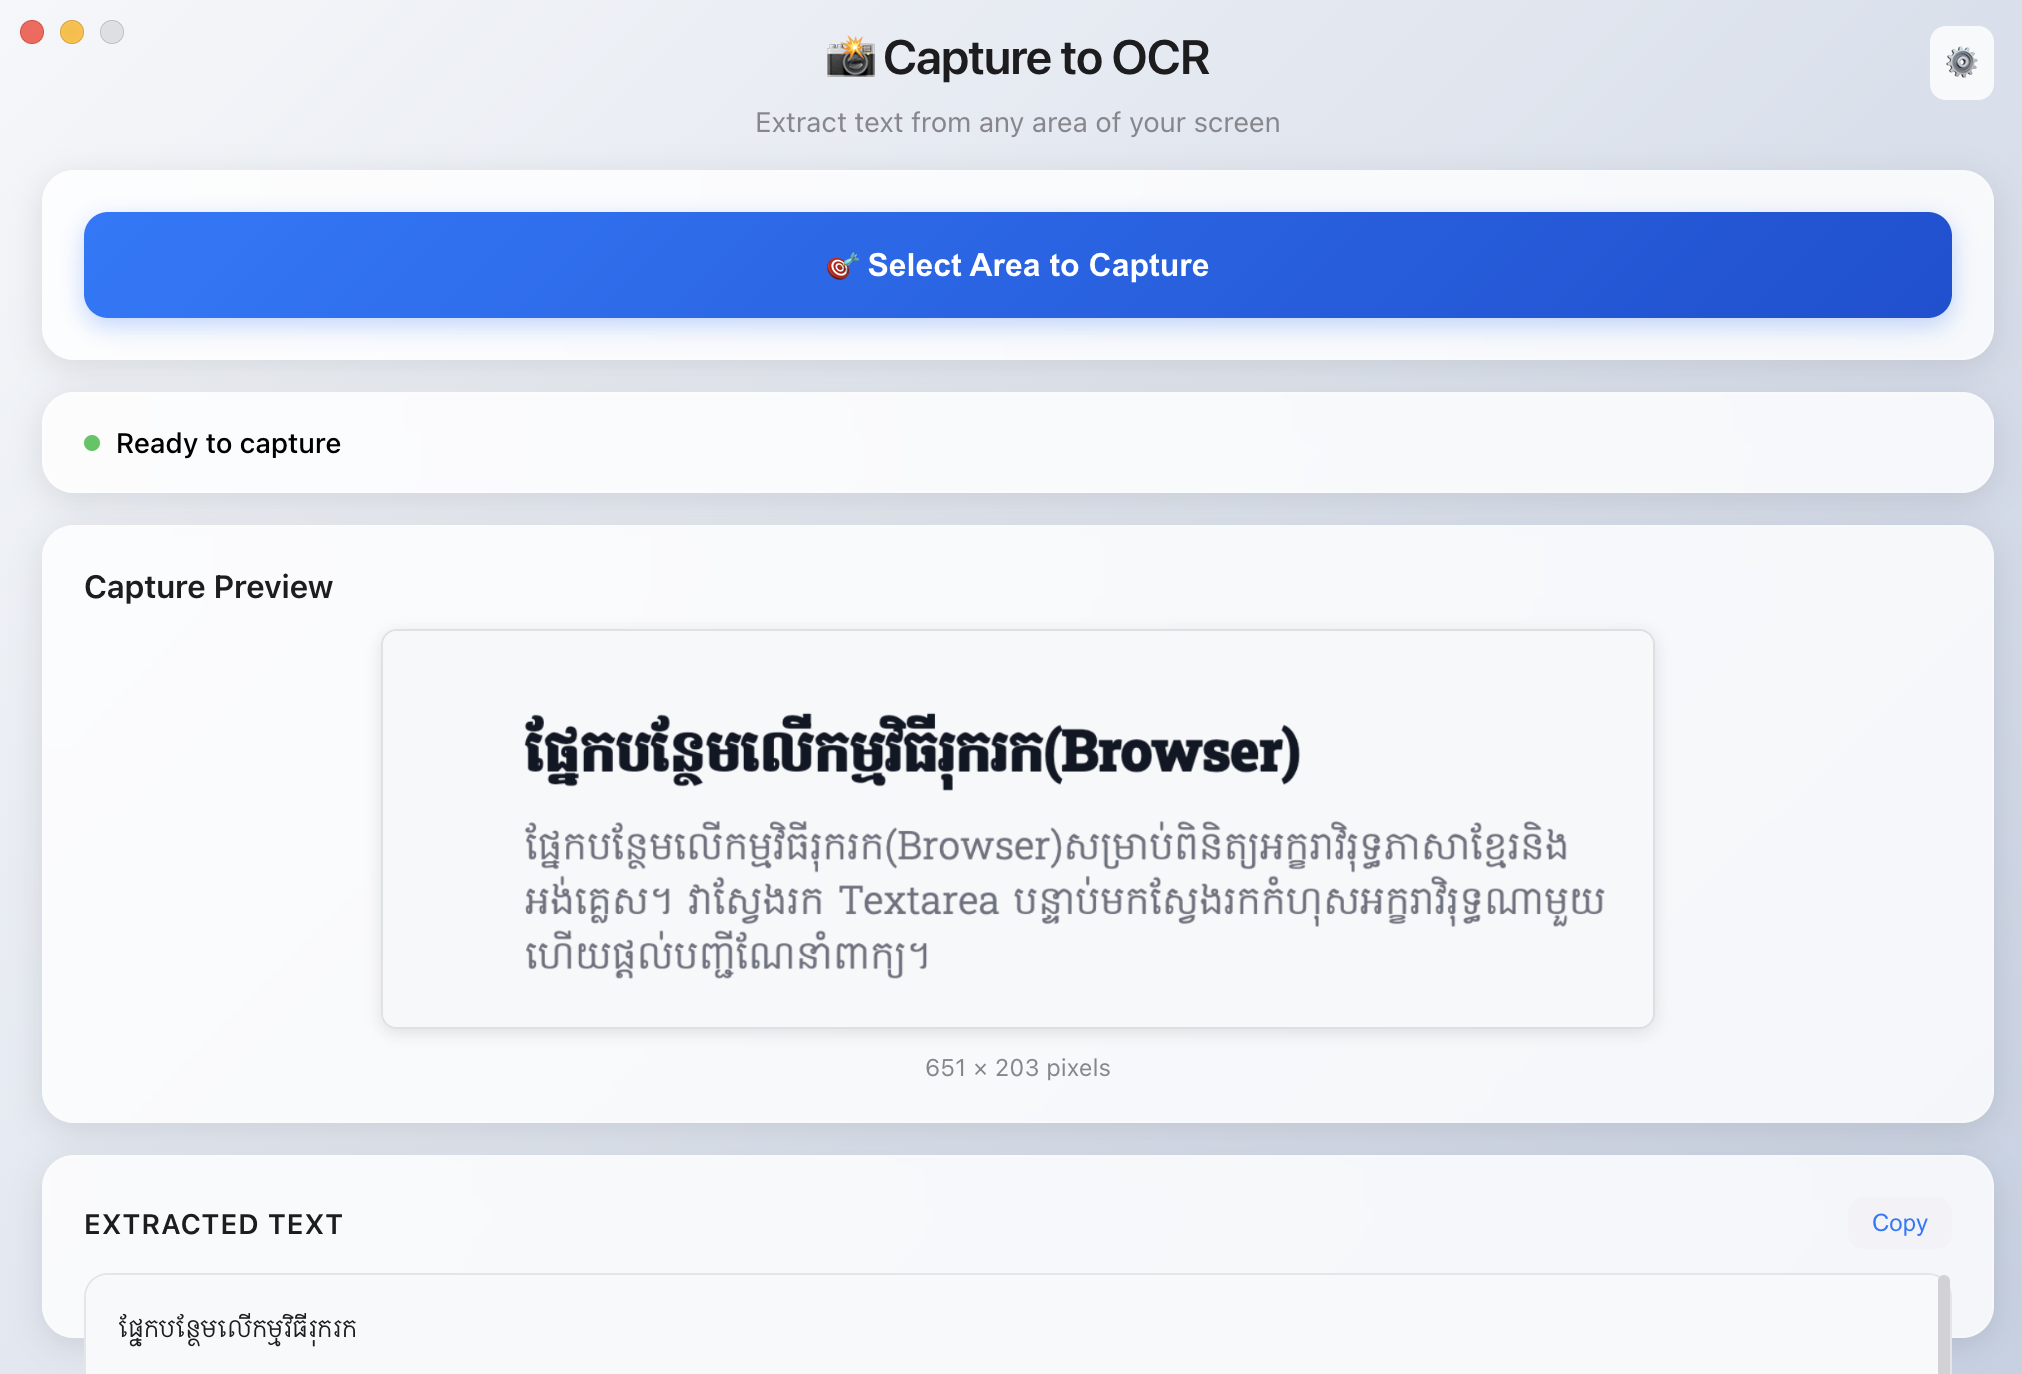 Capture to OCR
Extract text from any area of your screen
Select Area to Capture
Ready to capture
Capture Preview
ផ្នែកបន្ថែមលើកម្មវិធីរុករក(Browser)
ផ្នែកបន្ថែមលើកម្មវិធីរុករក(Browser)សម្រាប់ពិនិត្យអក្ខរាវិរុទ្ធភាសាខ្មែរនិង
អង់គ្លេស។ វាស្វែងរក Textarea បន្ទាប់មកស្វែងរកកំហុសអក្ខរាវិរុទ្ធណាមួយ
ហើយផ្តល់បញ្ជីណែនាំពាក្យ។
651 × 203 pixels
EXTRACTED TEXT
Copy
ផ្នែកបន្ថែមលើកម្មវិធីរុករក